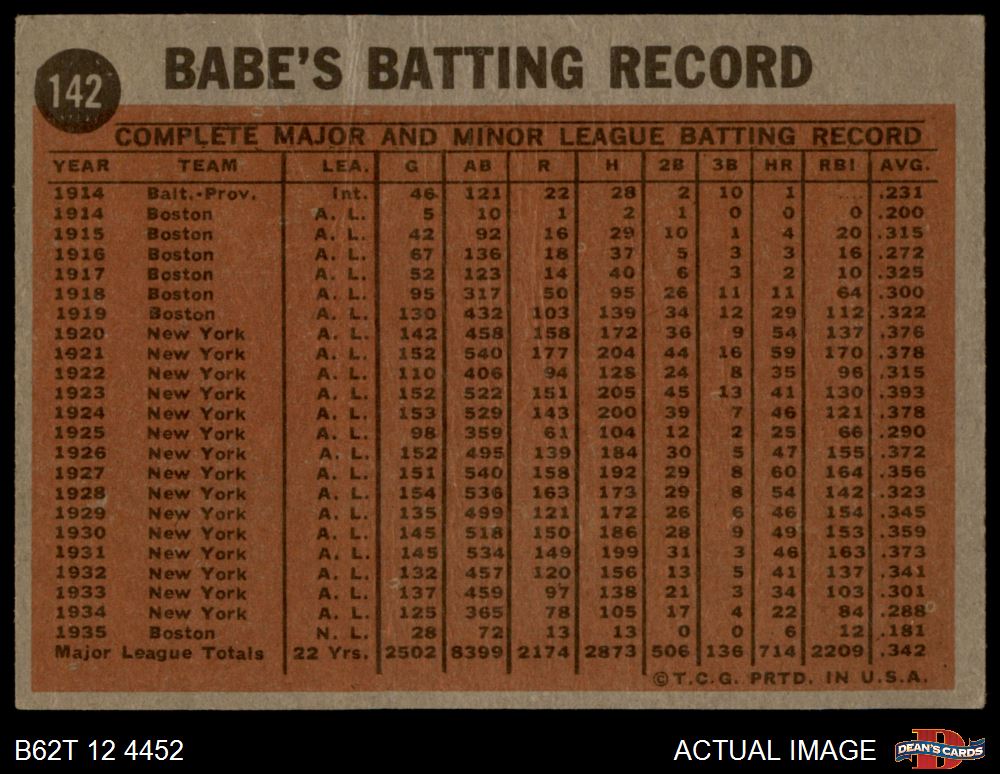 142
BABE'S BATTING RECORD
COMPLETE MAJOR AND MINOR LEAGUE BATTING RECORD
YEAR TEAM LEA. G AB R H 2B 3B HR RBI AVG.
1914 Balt.-Prov. Int. 46 121 22 28 2 10 1 .... .231
1914 Boston A. L. 5 10 1 2 1 0 0 0 .200
1915 Boston A. L. 42 92 16 29 10 1 4 20 .315
1916 Boston A. L. 67 136 18 37 5 3 3 16 .272
1917 Boston A. L. 52 123 14 40 6 3 2 10 .325
1918 Boston A. L. 95 317 50 95 26 11 11 64 .300
1919 Boston A. L. 130 432 103 139 34 12 29 112 .322
1920 New York A. L. 142 458 158 172 36 9 54 137 .376
1921 New York A. L. 152 540 177 204 44 16 59 170 .378
1922 New York A. L. 110 406 94 128 24 8 35 96 .315
1923 New York A. L. 152 522 151 205 45 13 41 130 .393
1924 New York A. L. 153 529 143 200 39 7 46 121 .378
1925 New York A. L. 98 359 61 104 12 2 25 66 .290
1926 New York A. L. 152 495 139 184 30 5 47 155 .372
1927 New York A. L. 151 540 158 192 29 8 60 164 .356
1928 New York A. L. 154 536 163 173 29 8 54 142 .323
1929 New York A. L. 135 499 121 172 26 6 46 154 .345
1930 New York A. L. 145 518 150 186 28 9 49 153 .359
1931 New York A. L. 145 534 149 199 31 3 46 163 .373
1932 New York A. L. 132 457 120 156 13 5 41 137 .341
1933 New York A. L. 137 459 97 138 21 3 34 103 .301
1934 New York A. L. 125 365 78 105 17 4 22 84 .288
1935 Boston N. L. 28 72 13 13 0 0 6 12 .181
Major League Totals 22 Yrs. 2502 8399 2174 2873 506 136 714 2209 .342
©T.C.G. PRTD. IN U.S.A.
B62T 12 4452
ACTUAL IMAGE
D
DEAN'S CARDS